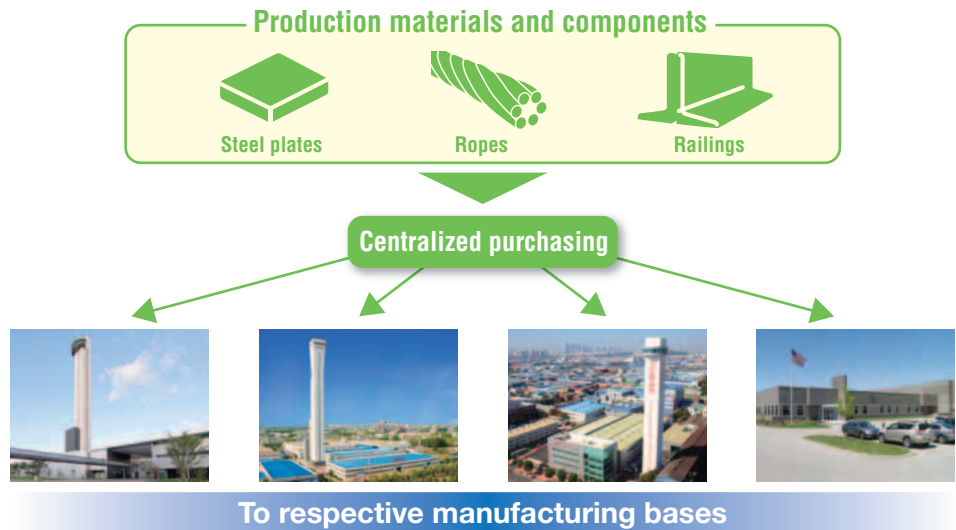 Production materials and components
Steel plates
Ropes
Railings
Centralized purchasing
To respective manufacturing bases